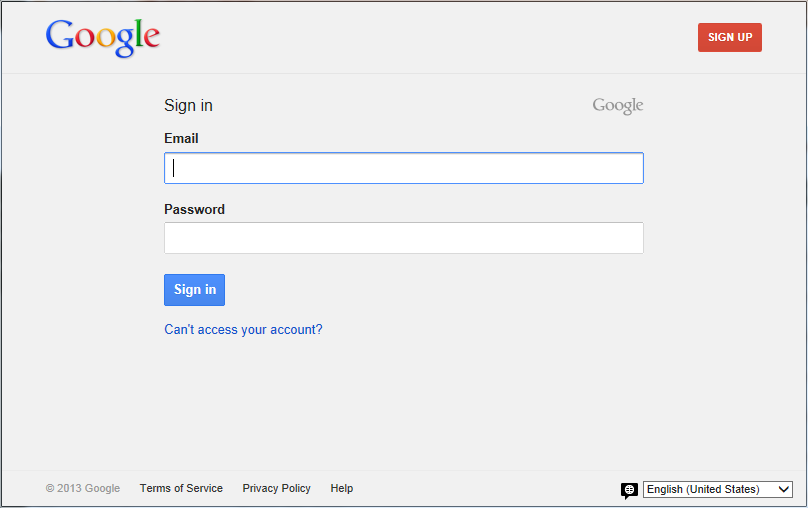 Google
SIGN UP
Sign in
Google
Email
Password
Sign in
Can't access your account?
© 2013 Google Terms of Service Privacy Policy Help
English (United States)